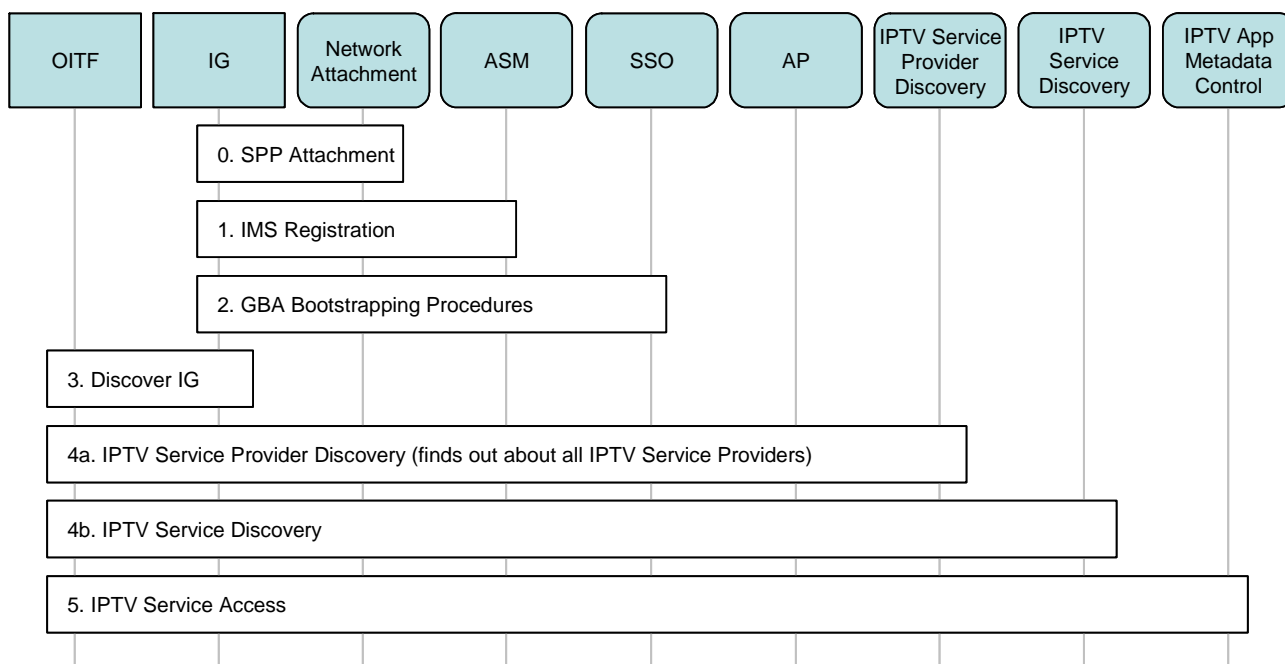 OITF
IG
Network
Attachment
ASM
SSO
AP
IPTV Service
Provider
Discovery
IPTV
Service
Discovery
IPTV App
Metadata
Control
0. SPP Attachment
1. IMS Registration
2. GBA Bootstrapping Procedures
3. Discover IG
4a. IPTV Service Provider Discovery (finds out about all IPTV Service Providers)
4b. IPTV Service Discovery
5. IPTV Service Access